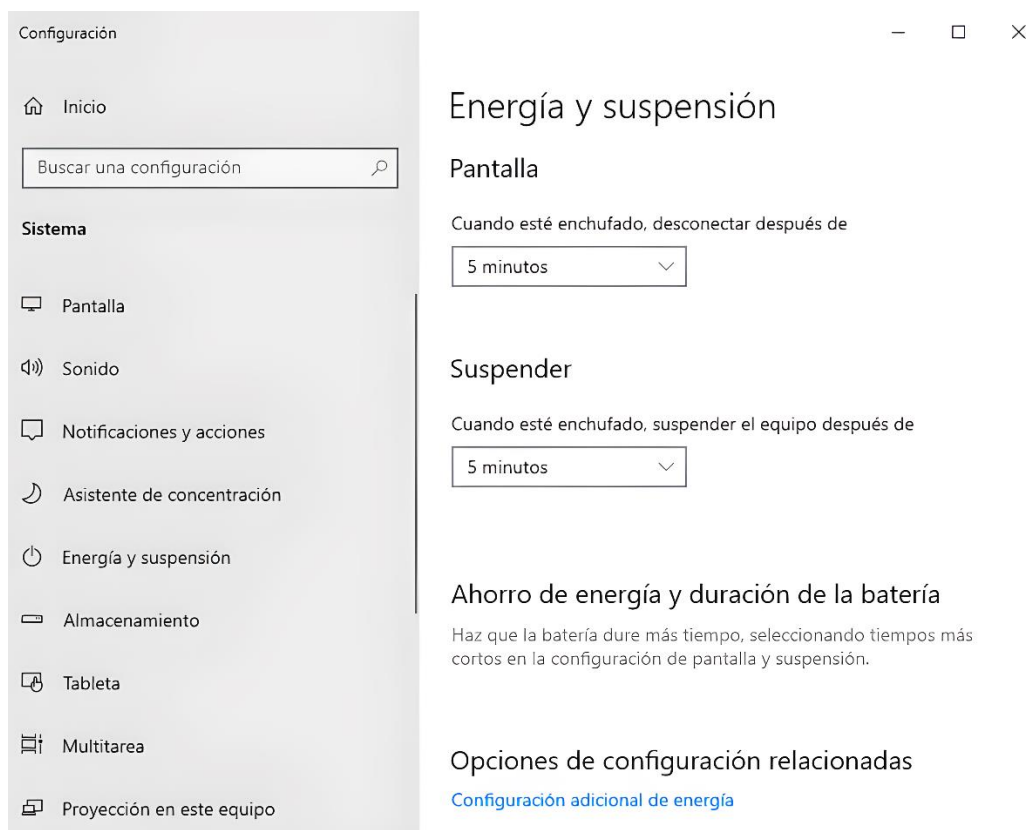 Configuración
Inicio
Buscar una configuración
Sistema
Pantalla
Sonido
Notificaciones y acciones
Asistente de concentración
Energía y suspensión
Almacenamiento
Tableta
Multitarea
Proyección en este equipo
Energía y suspensión
Pantalla
Cuando esté enchufado, desconectar después de
5 minutos
Suspender
Cuando esté enchufado, suspender el equipo después de
5 minutos
Ahorro de energía y duración de la batería
Haz que la batería dure más tiempo, seleccionando tiempos más
cortos en la configuración de pantalla y suspensión.
Opciones de configuración relacionadas
Configuración adicional de energía